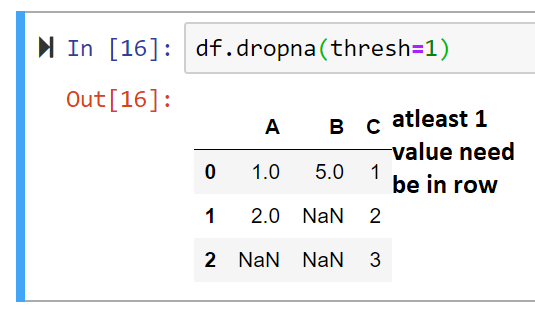 In [16]: df.dropna(thresh=1)
Out[16]:
A B C
0 1.0 5.0 1
1 2.0 NaN 2
2 NaN NaN 3
atleast 1
value need
be in row